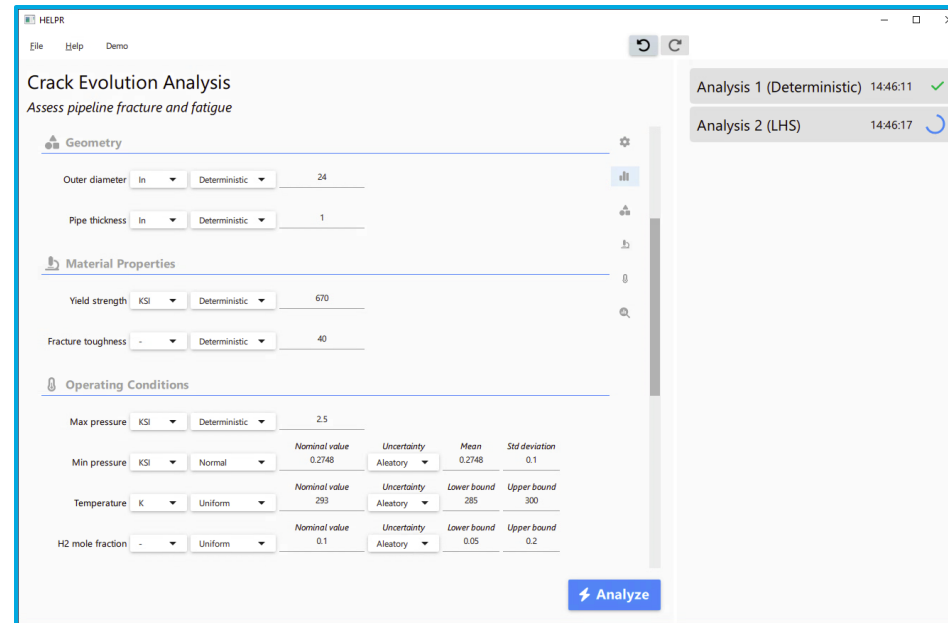 HELPR
File Help Demo
Crack Evolution Analysis
Assess pipeline fracture and fatigue
Geometry
Outer diameter In Deterministic 24
Pipe thickness In Deterministic 1
Material Properties
Yield strength KSI Deterministic 670
Fracture toughness - Deterministic 40
Operating Conditions
Max pressure KSI Deterministic 2.5
Nominal value Uncertainty Mean Std deviation
Min pressure KSI Normal 0.2748 Aleatory 0.2748 0.1
Nominal value Uncertainty Lower bound Upper bound
Temperature K Uniform 293 Aleatory 285 300
Nominal value Uncertainty Lower bound Upper bound
H2 mole fraction - Uniform 0.1 Aleatory 0.05 0.2
Analyze
Analysis 1 (Deterministic) 14:46:11
Analysis 2 (LHS) 14:46:17